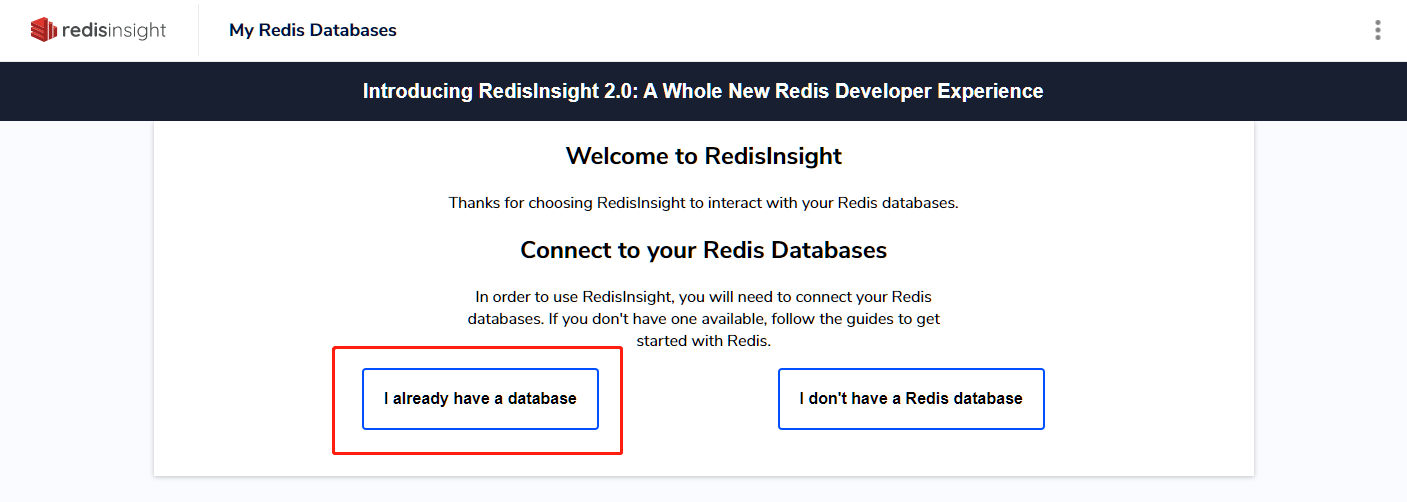 redisinsight
My Redis Databases
Introducing RedisInsight 2.0: A Whole New Redis Developer Experience
Welcome to RedisInsight
Thanks for choosing RedisInsight to interact with your Redis databases.
Connect to your Redis Databases
In order to use RedisInsight, you will need to connect your Redis
databases. If you don't have one available, follow the guides to get
started with Redis.
I already have a database
I don't have a Redis database